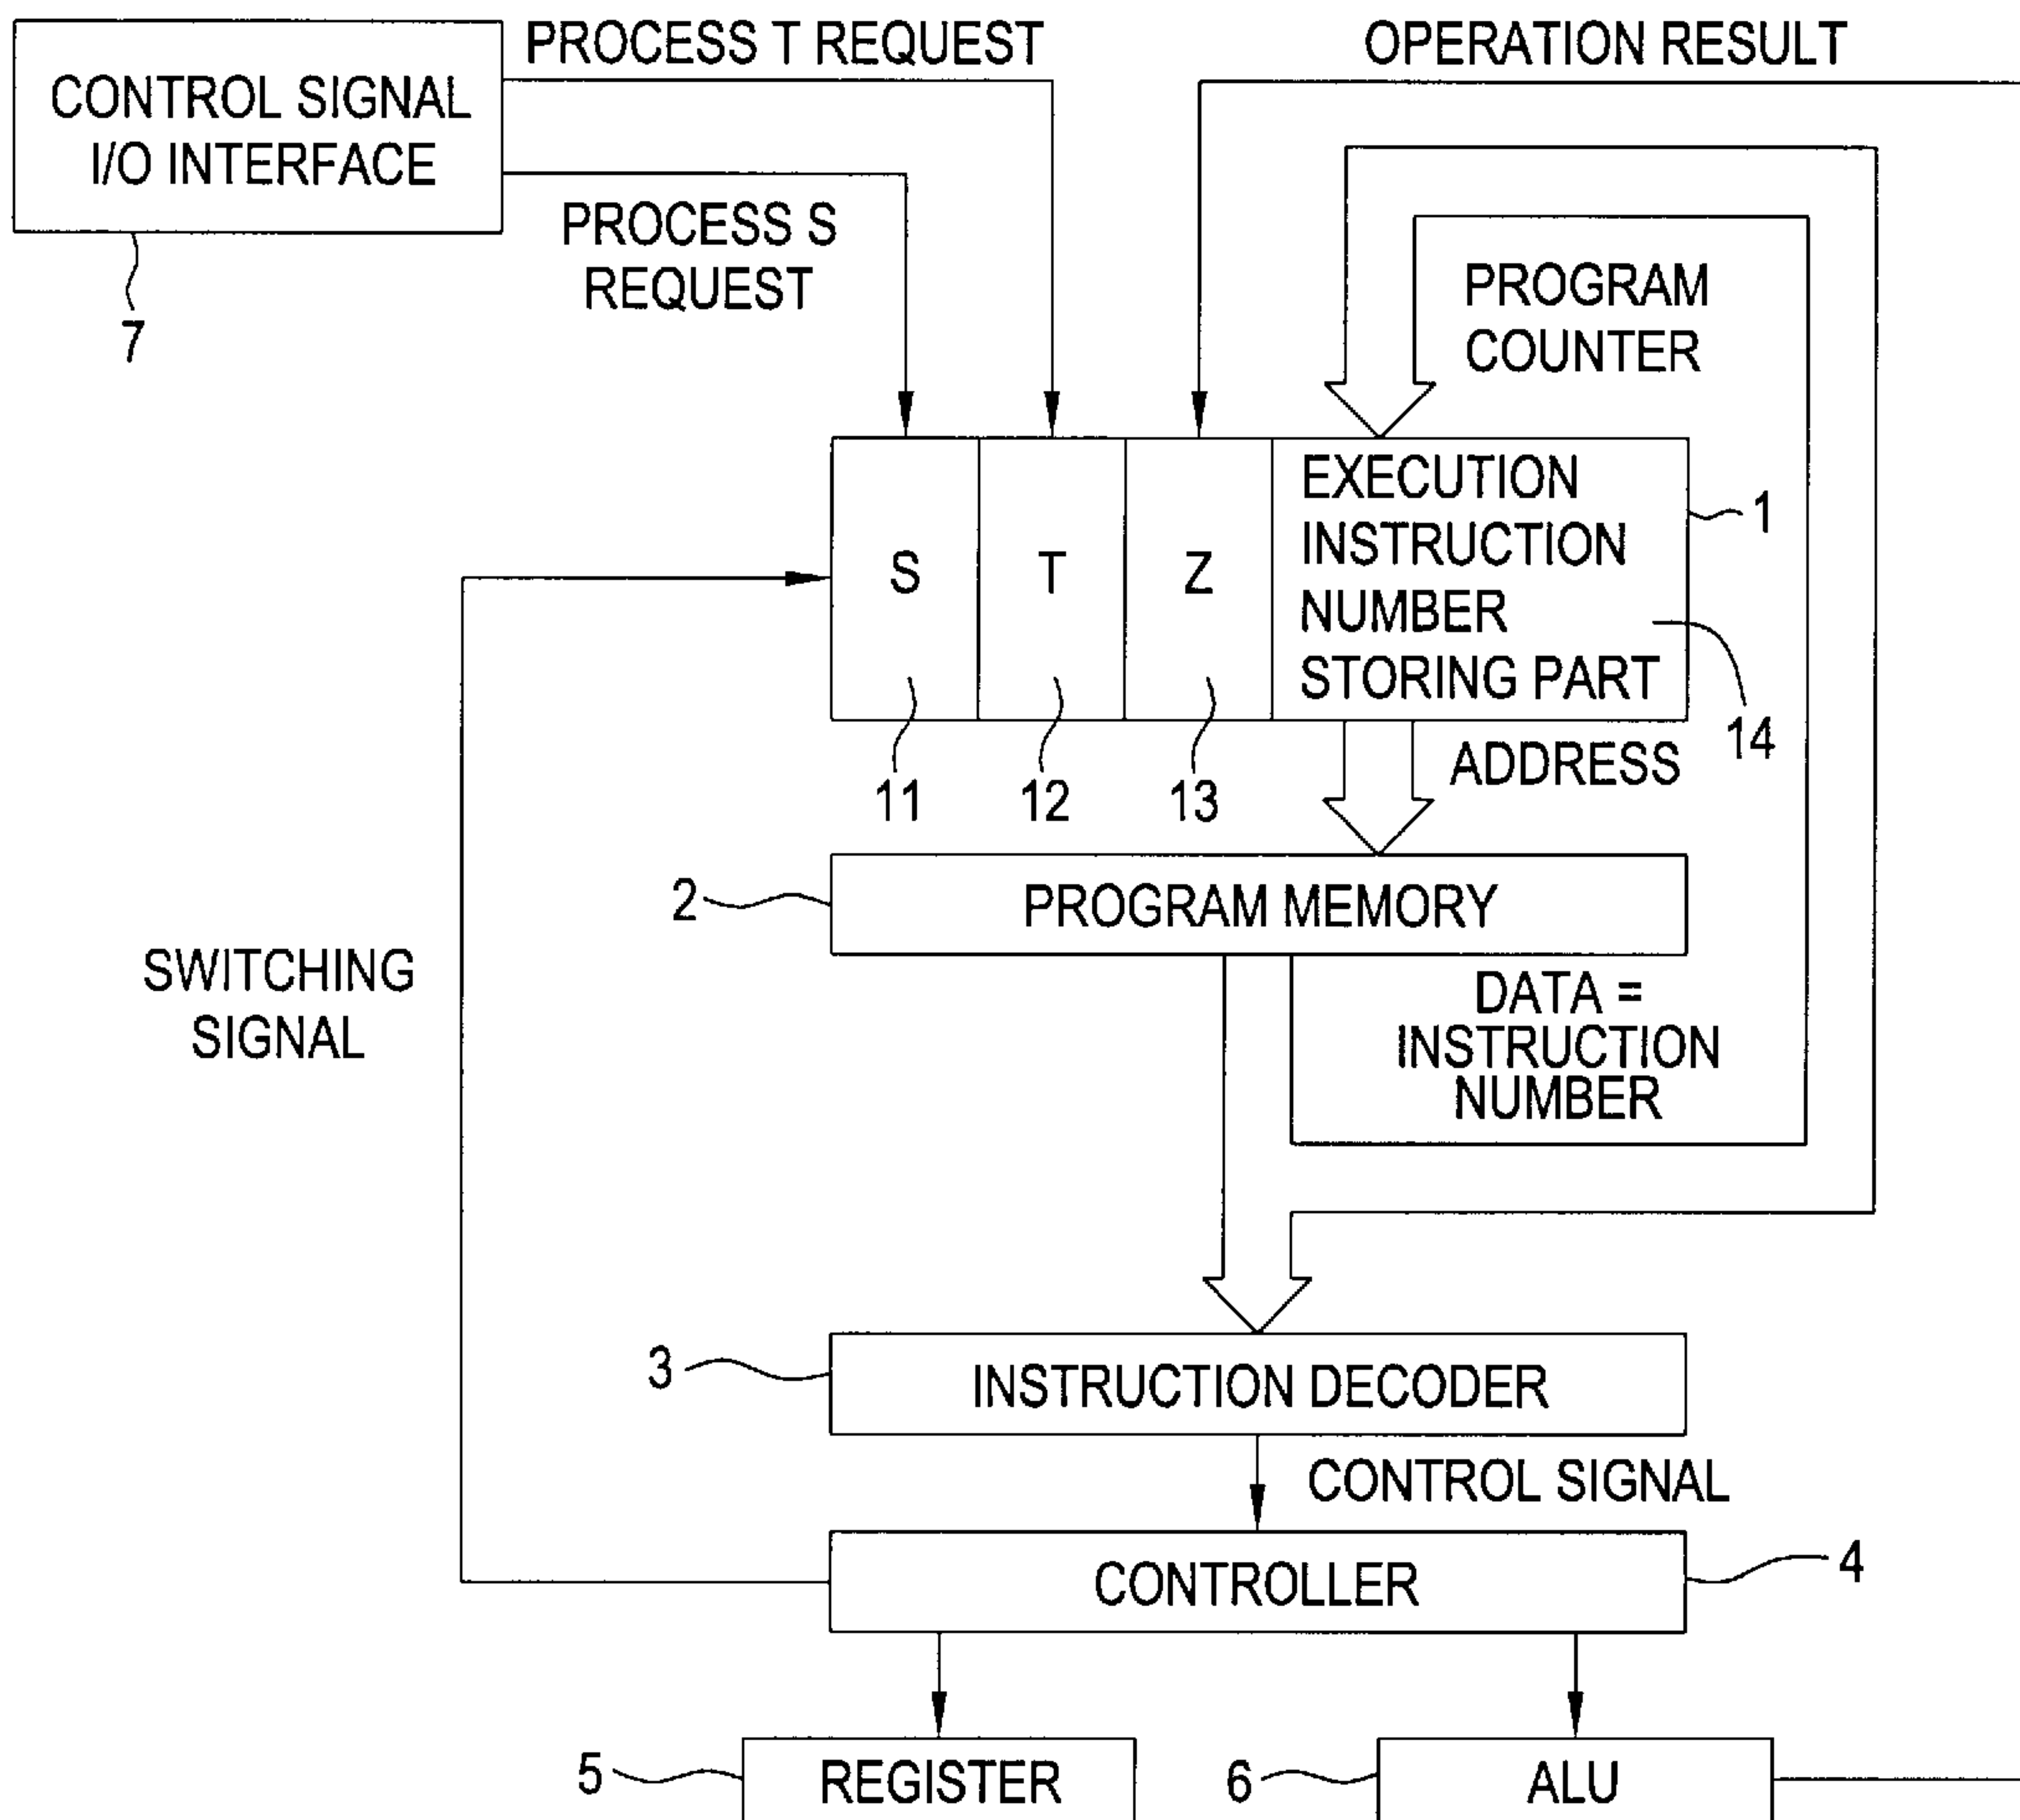 PROCESS T REQUEST
OPERATION RESULT
CONTROL SIGNAL
I/O INTERFACE
PROCESS S
REQUEST
7
PROGRAM
COUNTER
S
T
Z
EXECUTION
INSTRUCTION
NUMBER
STORING PART
1
14
11
12
13
ADDRESS
2
PROGRAM MEMORY
SWITCHING
SIGNAL
DATA =
INSTRUCTION
NUMBER
3
INSTRUCTION DECODER
CONTROL SIGNAL
CONTROLLER
4
5
REGISTER
6
ALU